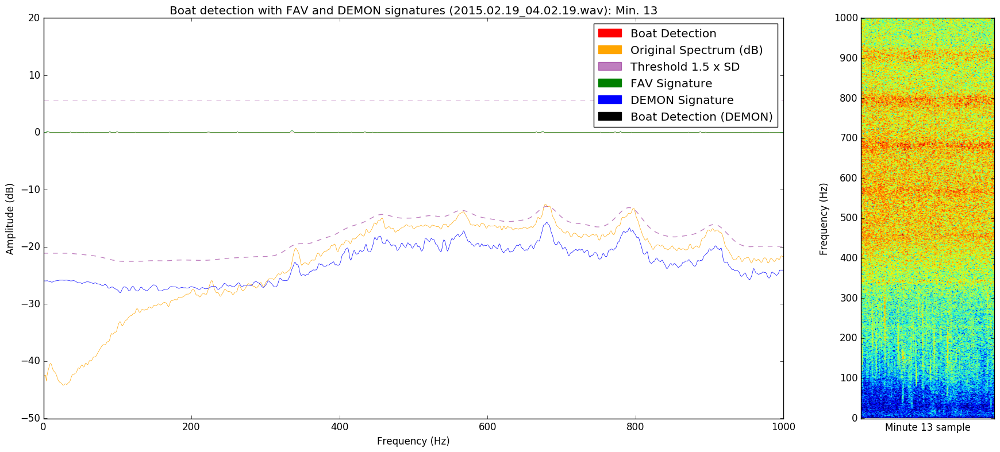 Boat detection with FAV and DEMON signatures (2015.02.19_04.02.19.wav): Min. 13
Boat Detection
Original Spectrum (dB)
Threshold 1.5 x SD
FAV Signature
DEMON Signature
Boat Detection (DEMON)
Amplitude (dB)
20
10
0
−10
−20
−30
−40
−50
0
200
400
600
800
1000
Frequency (Hz)
Frequency (Hz)
1000
900
800
700
600
500
400
300
200
100
0
Minute 13 sample